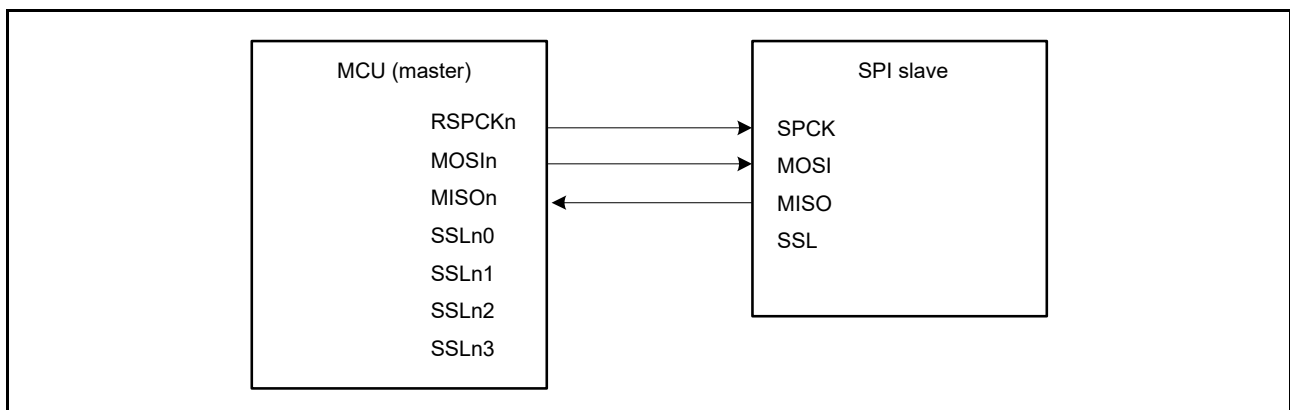 MCU (master)
RSPCKn
MOSIn
MISOn
SSLn0
SSLn1
SSLn2
SSLn3
SPI slave
SPCK
MOSI
MISO
SSL